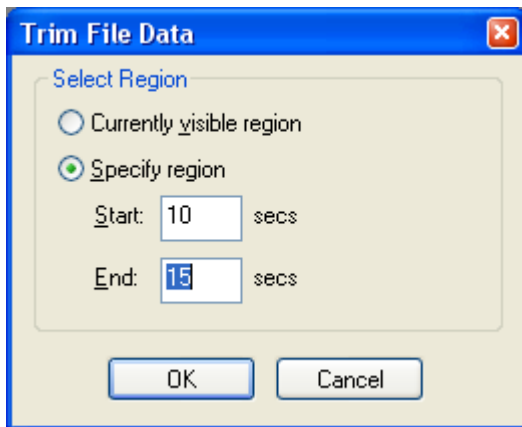 Trim File Data
Select Region
Currently visible region
Specify region
Start: 10 secs
End: 15 secs
OK Cancel